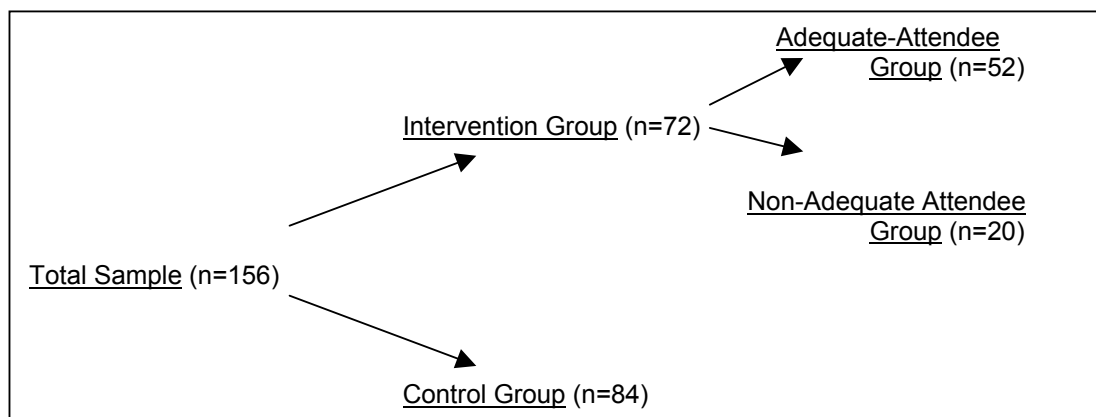 Adequate-Attendee
Group (n=52)
Intervention Group (n=72)
Non-Adequate Attendee
Group (n=20)
Total Sample (n=156)
Control Group (n=84)